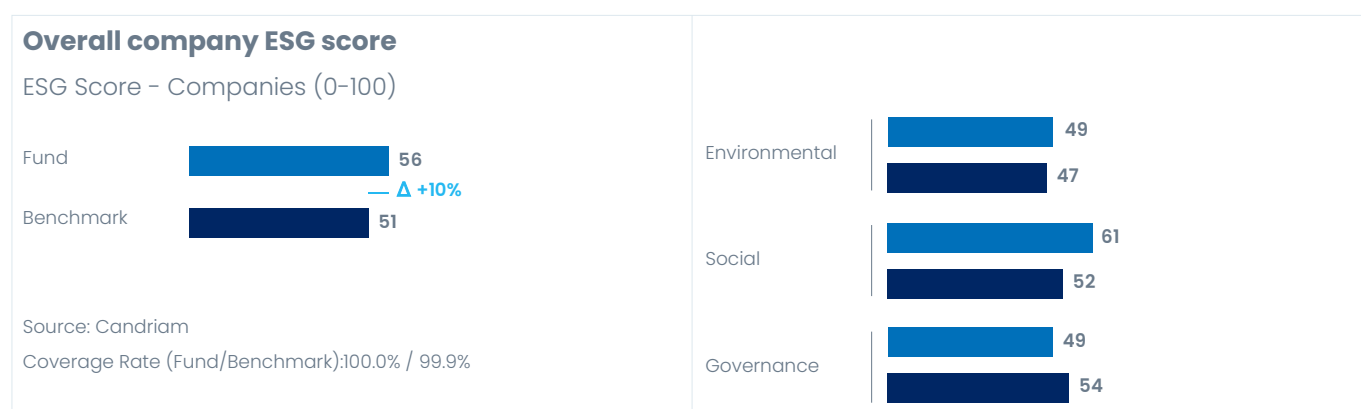 Overall company ESG score
ESG Score - Companies (0-100)
Fund
56
Δ +10%
Benchmark
51
Source: Candriam
Coverage Rate (Fund/Benchmark):100.0% / 99.9%
Environmental
49
47
Social
61
52
Governance
49
54